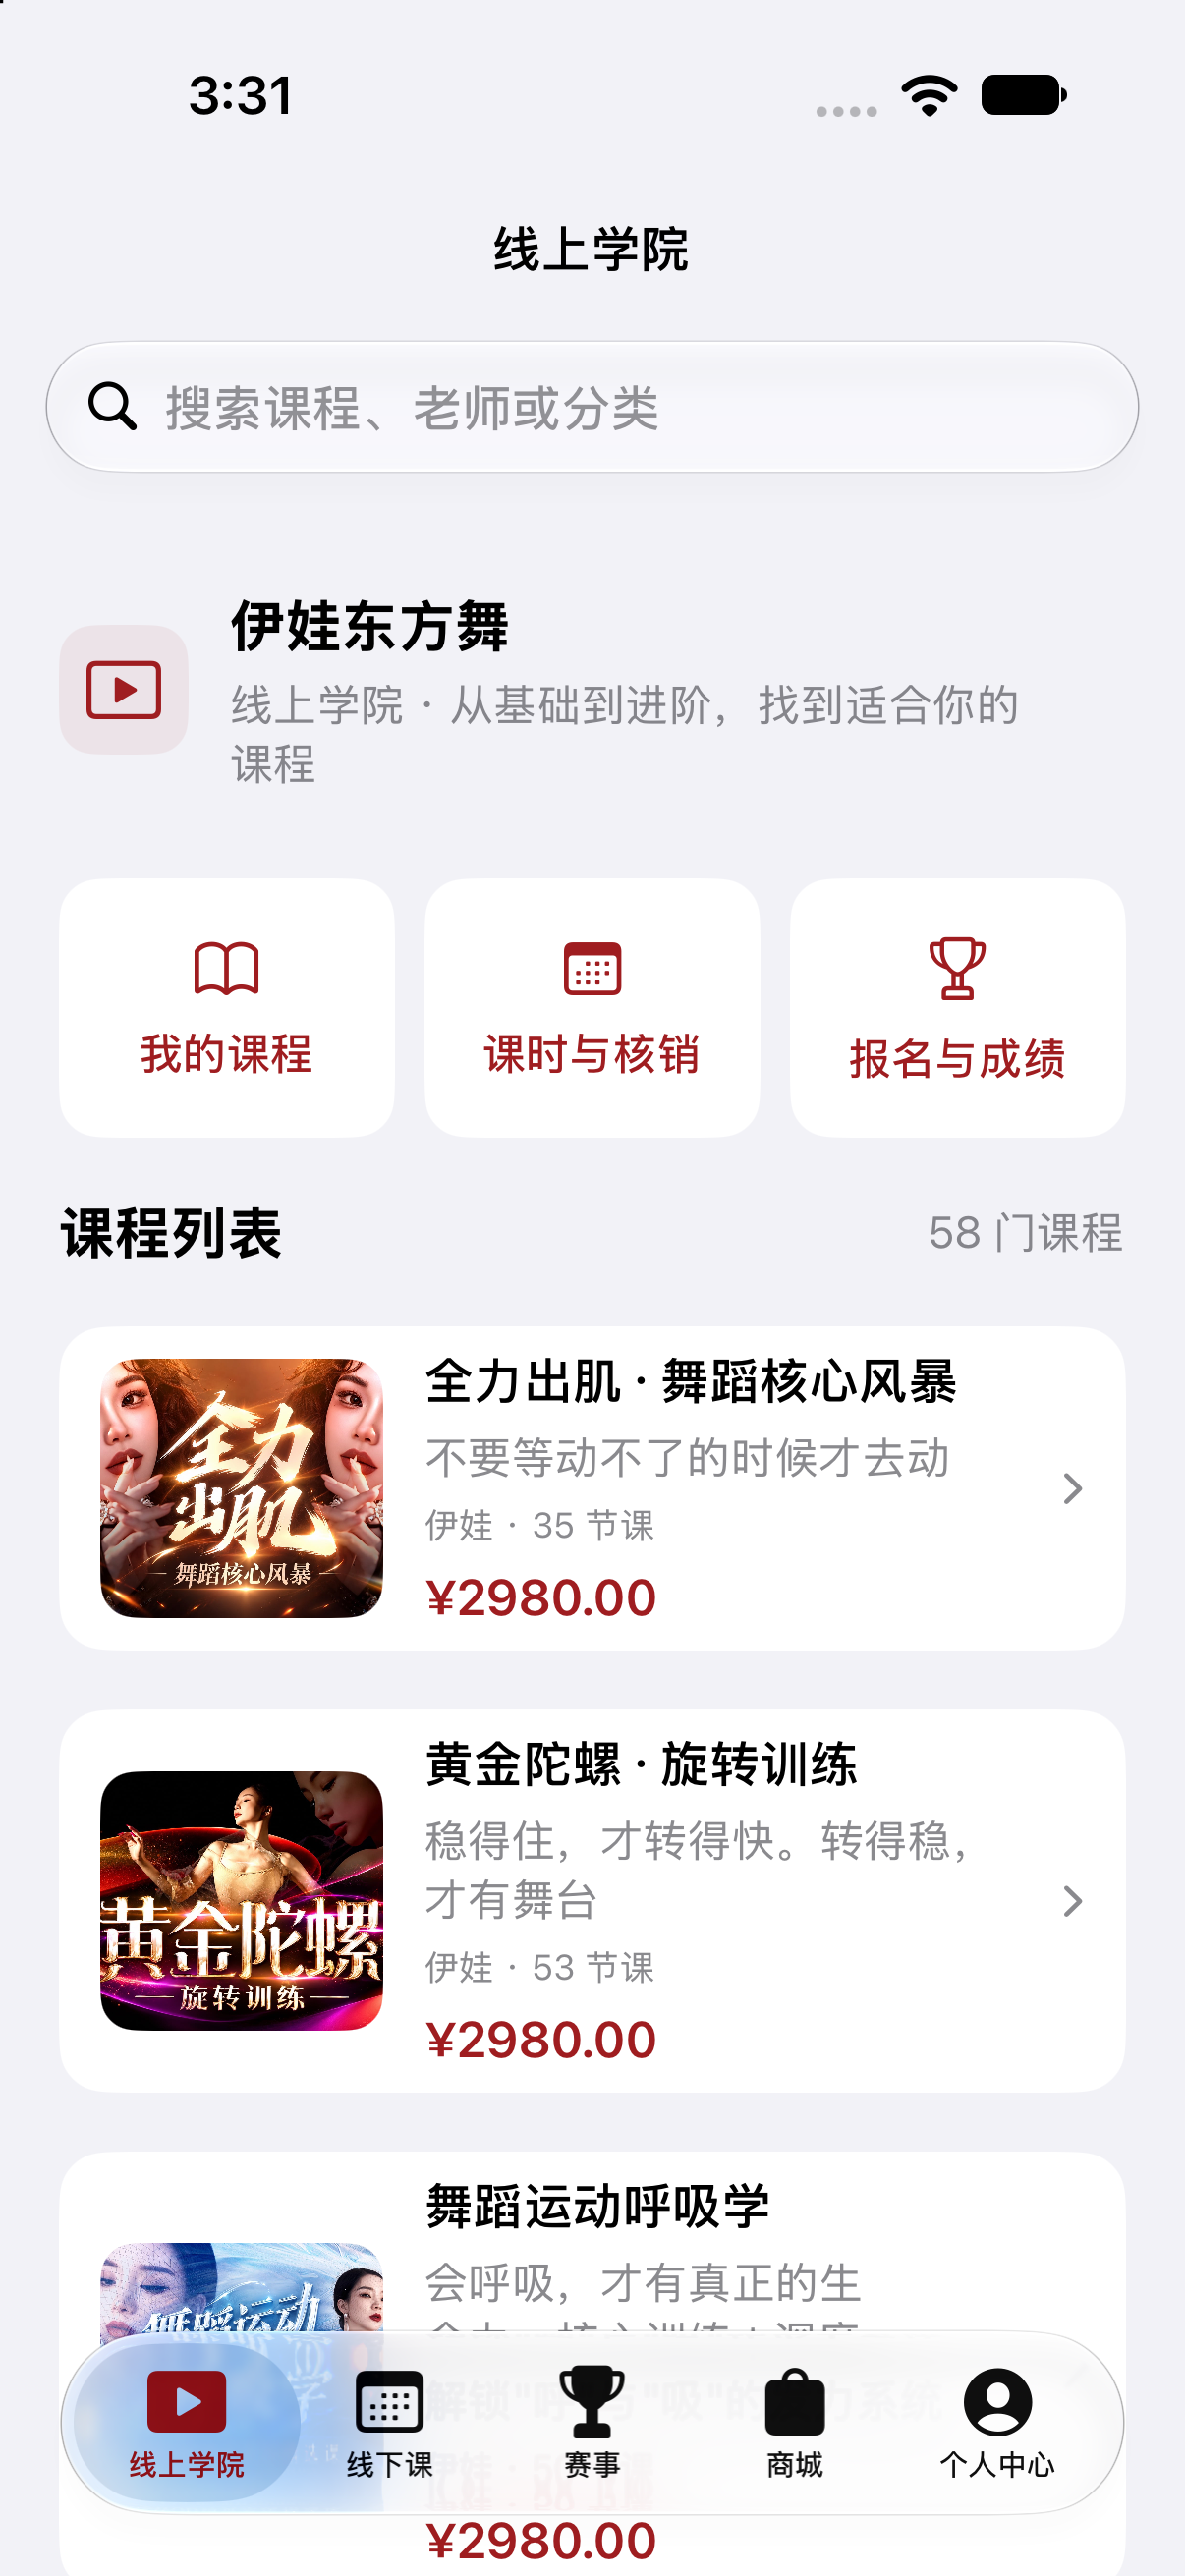 3:31
线上学院
搜索课程、老师或分类
伊娃东方舞
线上学院 · 从基础到进阶，找到适合你的
课程
我的课程
课时与核销
报名与成绩
课程列表
58 门课程
全力
出肌
舞蹈核心风暴
全力出肌 · 舞蹈核心风暴
不要等动不了的时候才去动
伊娃 · 35 节课
¥2980.00
黄金陀螺
旋转训练
黄金陀螺 · 旋转训练
稳得住，才转得快。转得稳，
才有舞台
伊娃 · 53 节课
¥2980.00
舞蹈运动
舞蹈运动呼吸学
会呼吸，才有真正的生
线上学院
线下课
赛事
商城
个人中心
¥2980.00